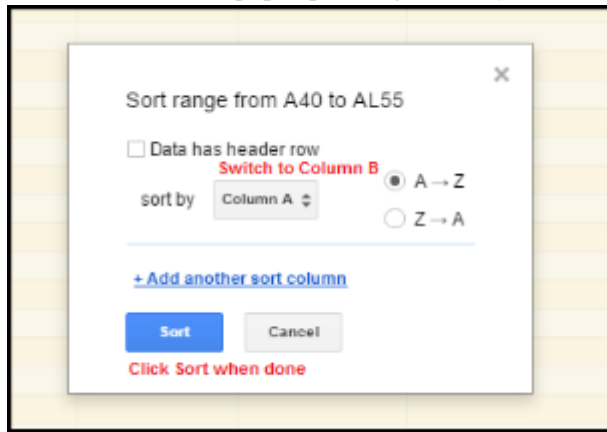 ×
Sort range from A40 to AL55
Data has header row
Switch to Column B
A → Z
sort by Column A
Z → A
+ Add another sort column
Sort Cancel
Click Sort when done